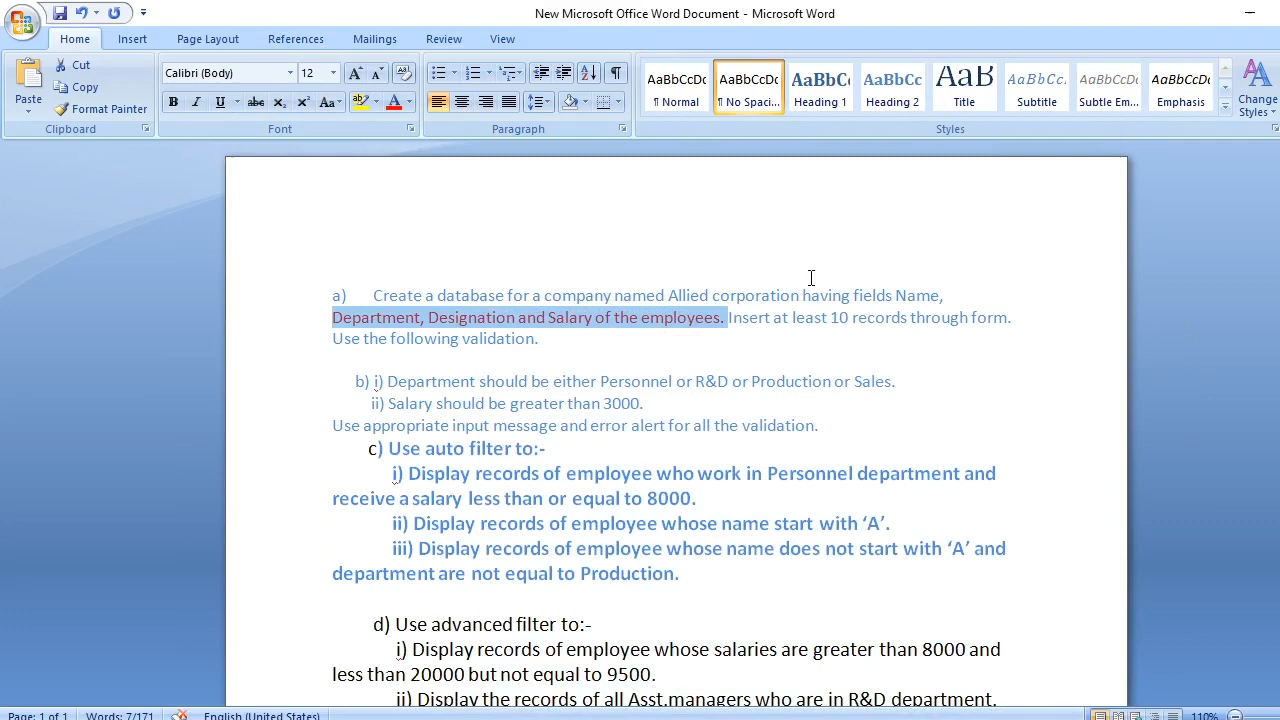 New Microsoft Office Word Document - Microsoft Word
Home Insert Page Layout References Mailings Review View
Paste
Cut
Copy
Format Painter
Clipboard
Calibri (Body) 12
Font
Paragraph
AaBbCcDc AaBbCcDc AaBbC AaBbCc AaB AaBbCc. AaBbCcDc AaBbCcDc
¶ Normal ¶ No Spaci... Heading 1 Heading 2 Title Subtitle Subtle Em... Emphasis
Change Styles
Styles
a) Create a database for a company named Allied corporation having fields Name,
Department, Designation and Salary of the employees. Insert at least 10 records through form.
Use the following validation.
b) i) Department should be either Personnel or R&D or Production or Sales.
ii) Salary should be greater than 3000.
Use appropriate input message and error alert for all the validation.
c) Use auto filter to:-
i) Display records of employee who work in Personnel department and
receive a salary less than or equal to 8000.
ii) Display records of employee whose name start with ‘A’.
iii) Display records of employee whose name does not start with ‘A’ and
department are not equal to Production.
d) Use advanced filter to:-
i) Display records of employee whose salaries are greater than 8000 and
less than 20000 but not equal to 9500.
ii) Display the records of all Asst.managers who are in R&D department.
Page: 1 of 1 Words: 7/171 English (United States) 110%